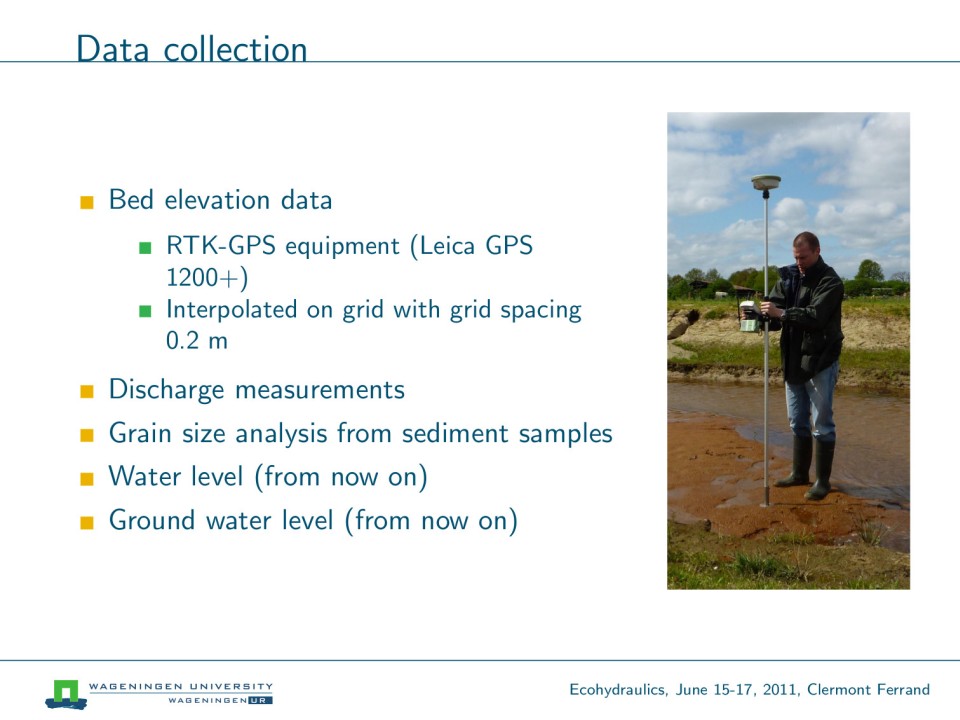 Data collection
Bed elevation data
RTK-GPS equipment (Leica GPS
1200+)
Interpolated on grid with grid spacing
0.2 m
Discharge measurements
Grain size analysis from sediment samples
Water level (from now on)
Ground water level (from now on)
WAGENINGEN UNIVERSITY
WAGENINGEN UR
Ecohydraulics, June 15-17, 2011, Clermont Ferrand